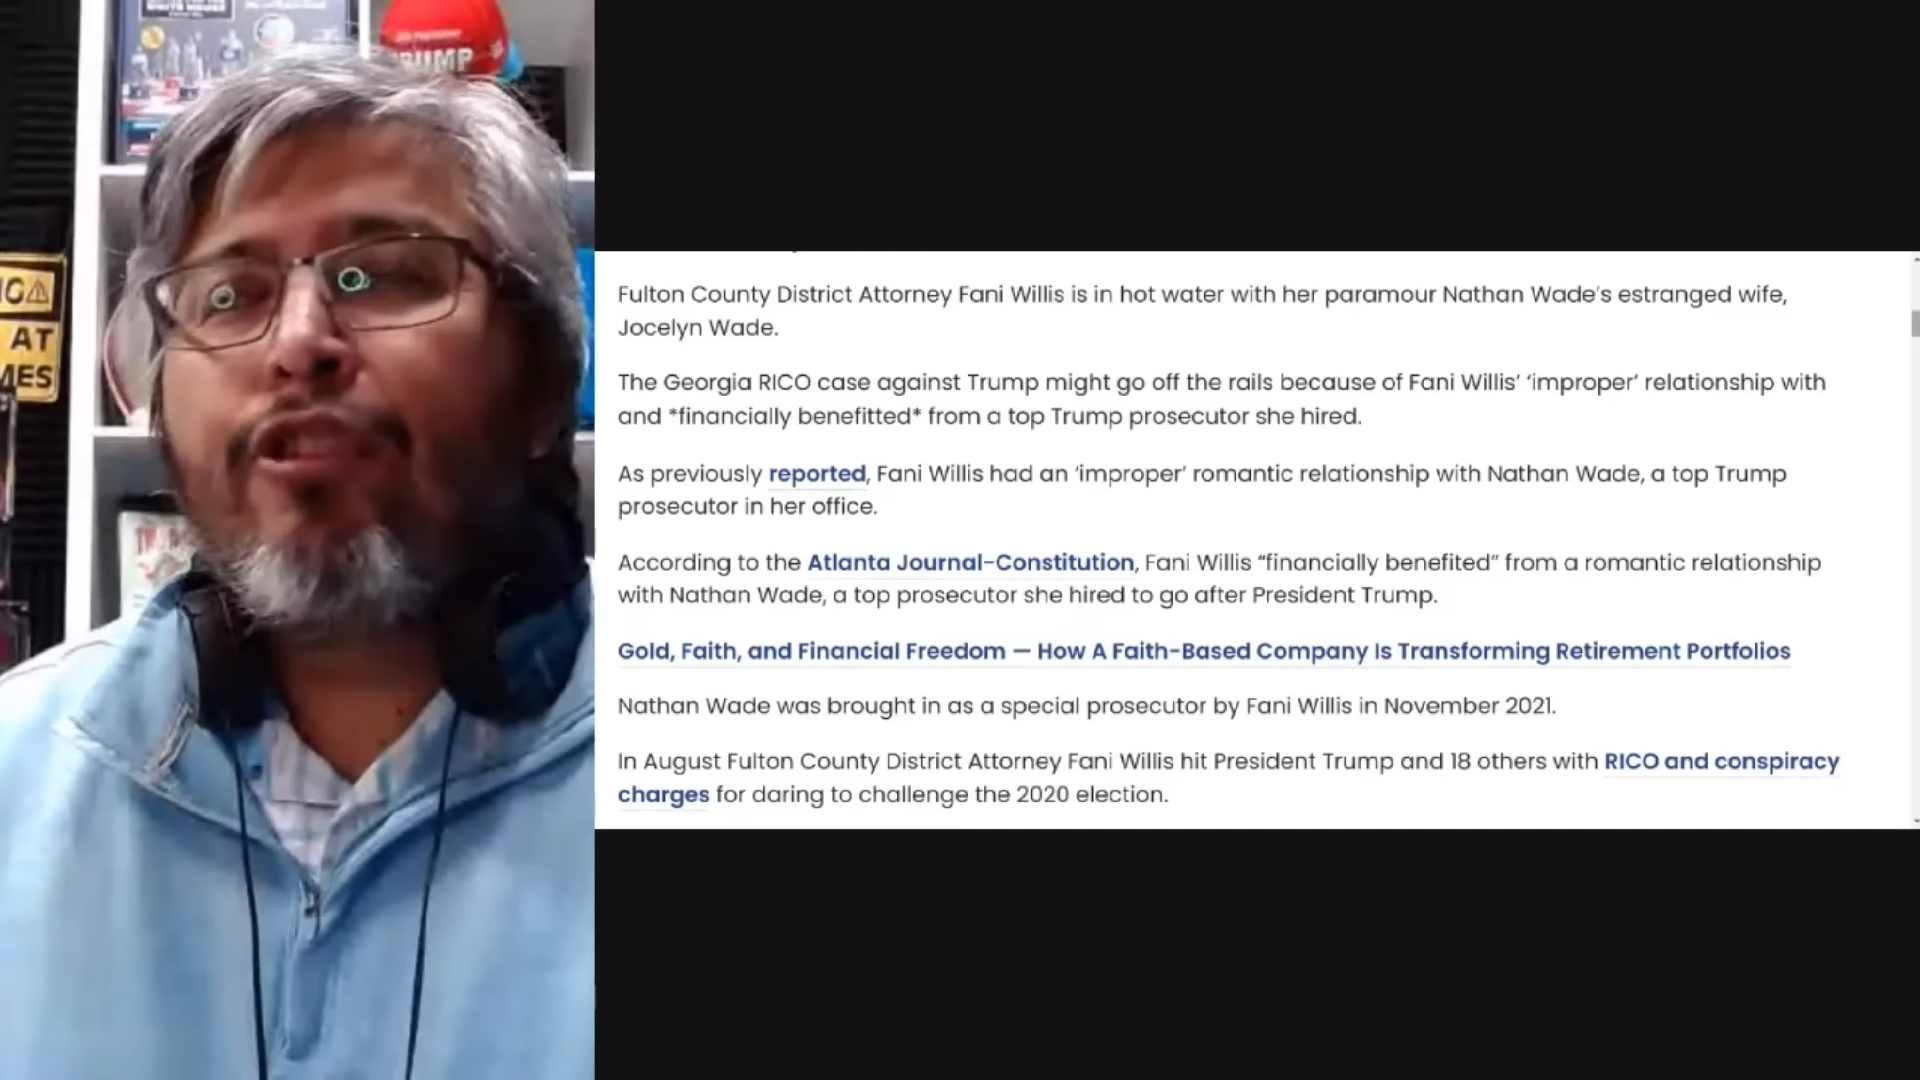 WHITE HOUSE
TRUMP
AT
Fulton County District Attorney Fani Willis is in hot water with her paramour Nathan Wade's estranged wife,
Jocelyn Wade.
The Georgia RICO case against Trump might go off the rails because of Fani Willis' 'improper' relationship with
and *financially benefitted* from a top Trump prosecutor she hired.
As previously reported, Fani Willis had an 'improper' romantic relationship with Nathan Wade, a top Trump
prosecutor in her office.
According to the Atlanta Journal-Constitution, Fani Willis “financially benefited” from a romantic relationship
with Nathan Wade, a top prosecutor she hired to go after President Trump.
Gold, Faith, and Financial Freedom — How A Faith-Based Company Is Transforming Retirement Portfolios
Nathan Wade was brought in as a special prosecutor by Fani Willis in November 2021.
In August Fulton County District Attorney Fani Willis hit President Trump and 18 others with RICO and conspiracy
charges for daring to challenge the 2020 election.